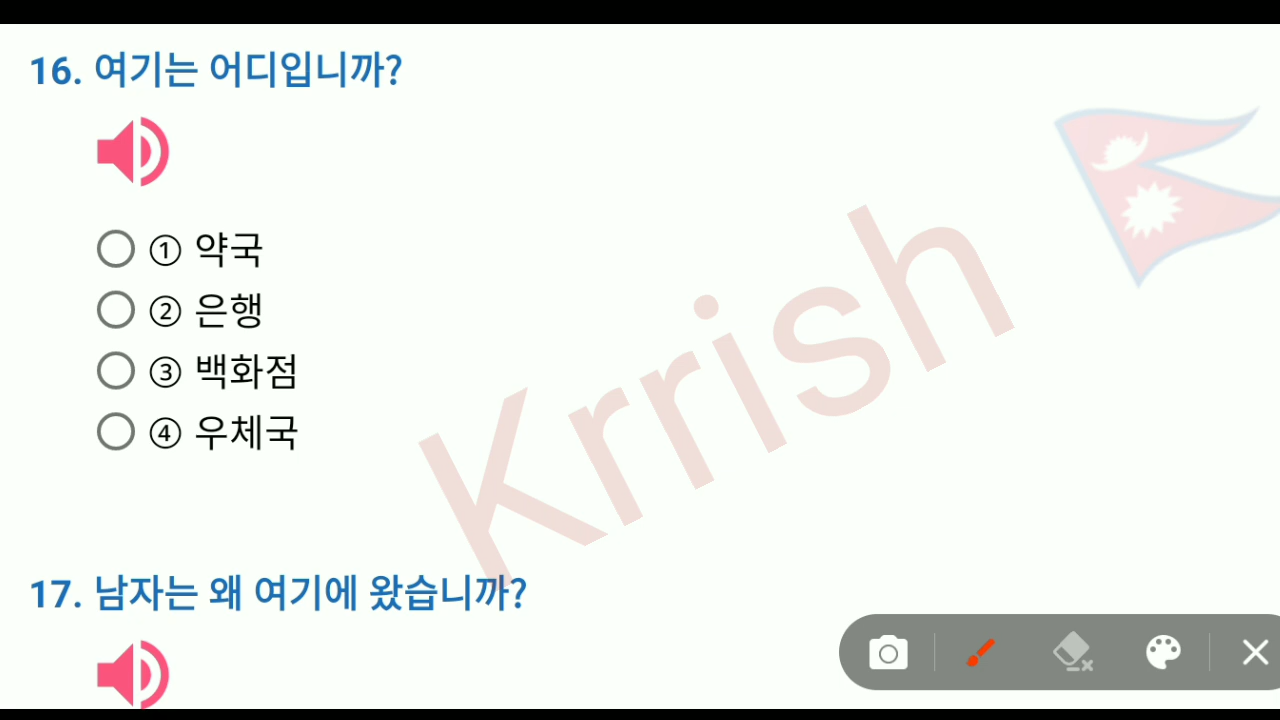 16. 여기는 어디입니까?
① 약국
② 은행
③ 백화점
④ 우체국
Krrish
17. 남자는 왜 여기에 왔습니까?